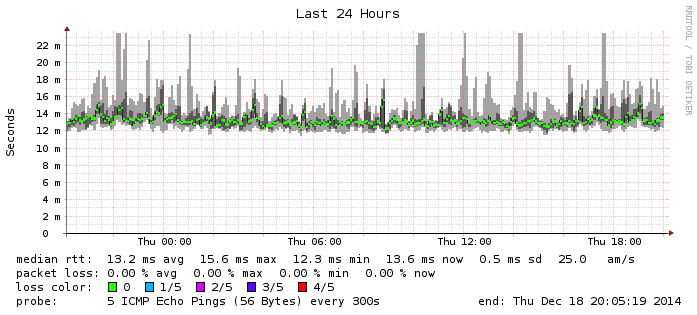 Last 24 Hours
RRDTOOL / TOBI OETIKER
Seconds
22 m
20 m
18 m
16 m
14 m
12 m
10 m
8 m
6 m
4 m
2 m
0
Thu 00:00 Thu 06:00 Thu 12:00 Thu 18:00
median rtt: 13.2 ms avg 15.6 ms max 12.3 ms min 13.6 ms now 0.5 ms sd 25.0 am/s
packet loss: 0.00 % avg 0.00 % max 0.00 % min 0.00 % now
loss color: 0 1/5 2/5 3/5 4/5
probe: 5 ICMP Echo Pings (56 Bytes) every 300s end: Thu Dec 18 20:05:19 2014